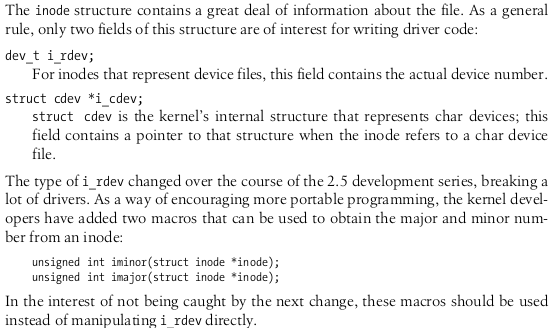 The inode structure contains a great deal of information about the file. As a general
rule, only two fields of this structure are of interest for writing driver code:
dev_t i_rdev;
For inodes that represent device files, this field contains the actual device number.
struct cdev *i_cdev;
struct cdev is the kernel's internal structure that represents char devices; this
field contains a pointer to that structure when the inode refers to a char device
file.
The type of i_rdev changed over the course of the 2.5 development series, breaking a
lot of drivers. As a way of encouraging more portable programming, the kernel devel-
opers have added two macros that can be used to obtain the major and minor num-
ber from an inode:
unsigned int iminor(struct inode *inode);
unsigned int imajor(struct inode *inode);
In the interest of not being caught by the next change, these macros should be used
instead of manipulating i_rdev directly.